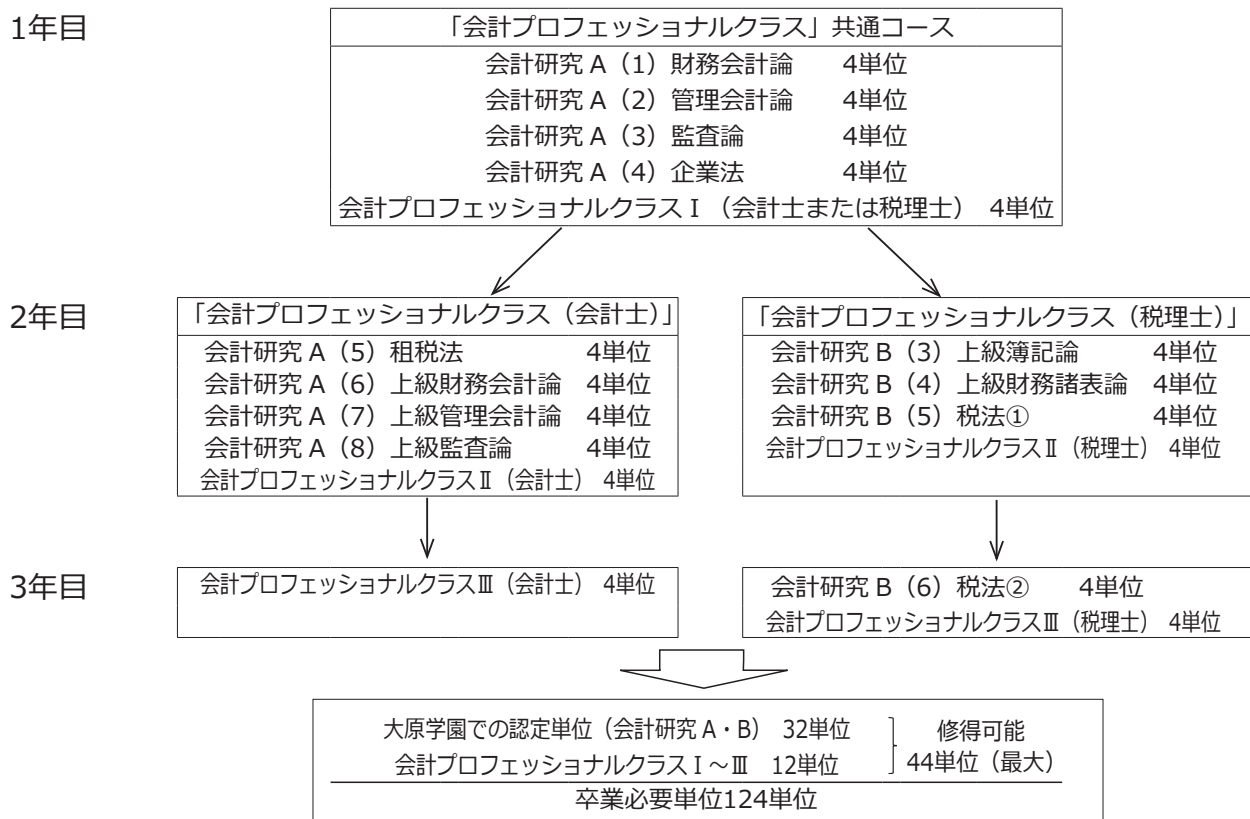 1年目
「会計プロフェッショナルクラス」共通コース
会計研究 A（1）財務会計論 4単位
会計研究 A（2）管理会計論 4単位
会計研究 A（3）監査論 4単位
会計研究 A（4）企業法 4単位
会計プロフェッショナルクラスⅠ（会計士または税理士） 4単位
2年目
「会計プロフェッショナルクラス（会計士）」
会計研究 A（5）租税法 4単位
会計研究 A（6）上級財務会計論 4単位
会計研究 A（7）上級管理会計論 4単位
会計研究 A（8）上級監査論 4単位
会計プロフェッショナルクラスⅡ（会計士） 4単位
「会計プロフェッショナルクラス（税理士）」
会計研究 B（3）上級簿記論 4単位
会計研究 B（4）上級財務諸表論 4単位
会計研究 B（5）税法① 4単位
会計プロフェッショナルクラスⅡ（税理士） 4単位
3年目
会計プロフェッショナルクラスⅢ（会計士） 4単位
会計研究 B（6）税法② 4単位
会計プロフェッショナルクラスⅢ（税理士） 4単位
大原学園での認定単位（会計研究 A・B） 32単位
会計プロフェッショナルクラスⅠ～Ⅲ 12単位
修得可能
44単位（最大）
卒業必要単位124単位